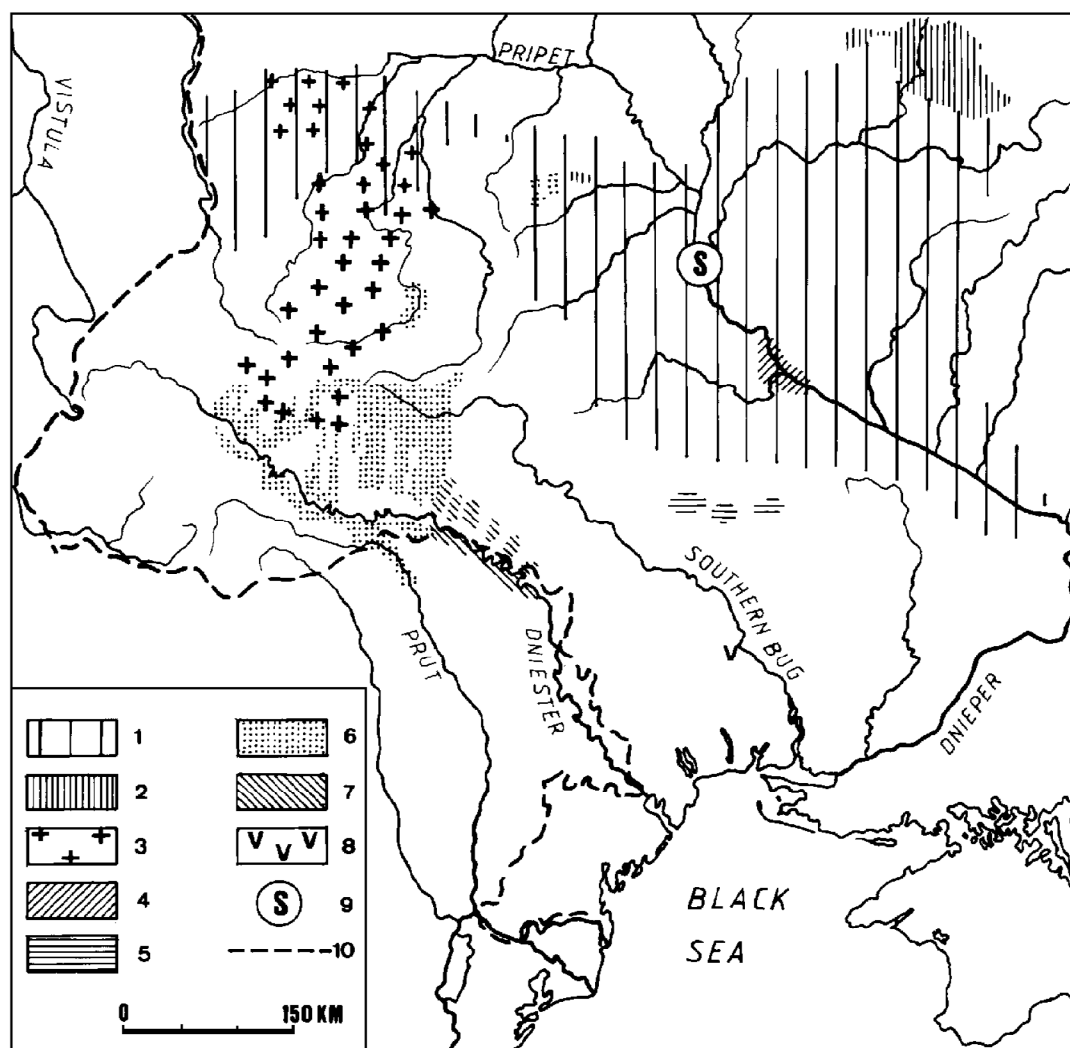 PRIPET
VISTULA
S
SOUTHERN BUG
PRUT
DNIESTER
DNIEPER
V
BLACK
SEA
1
2
3
4
5
6
7
V V V 8
S 9
10
0 150 KM